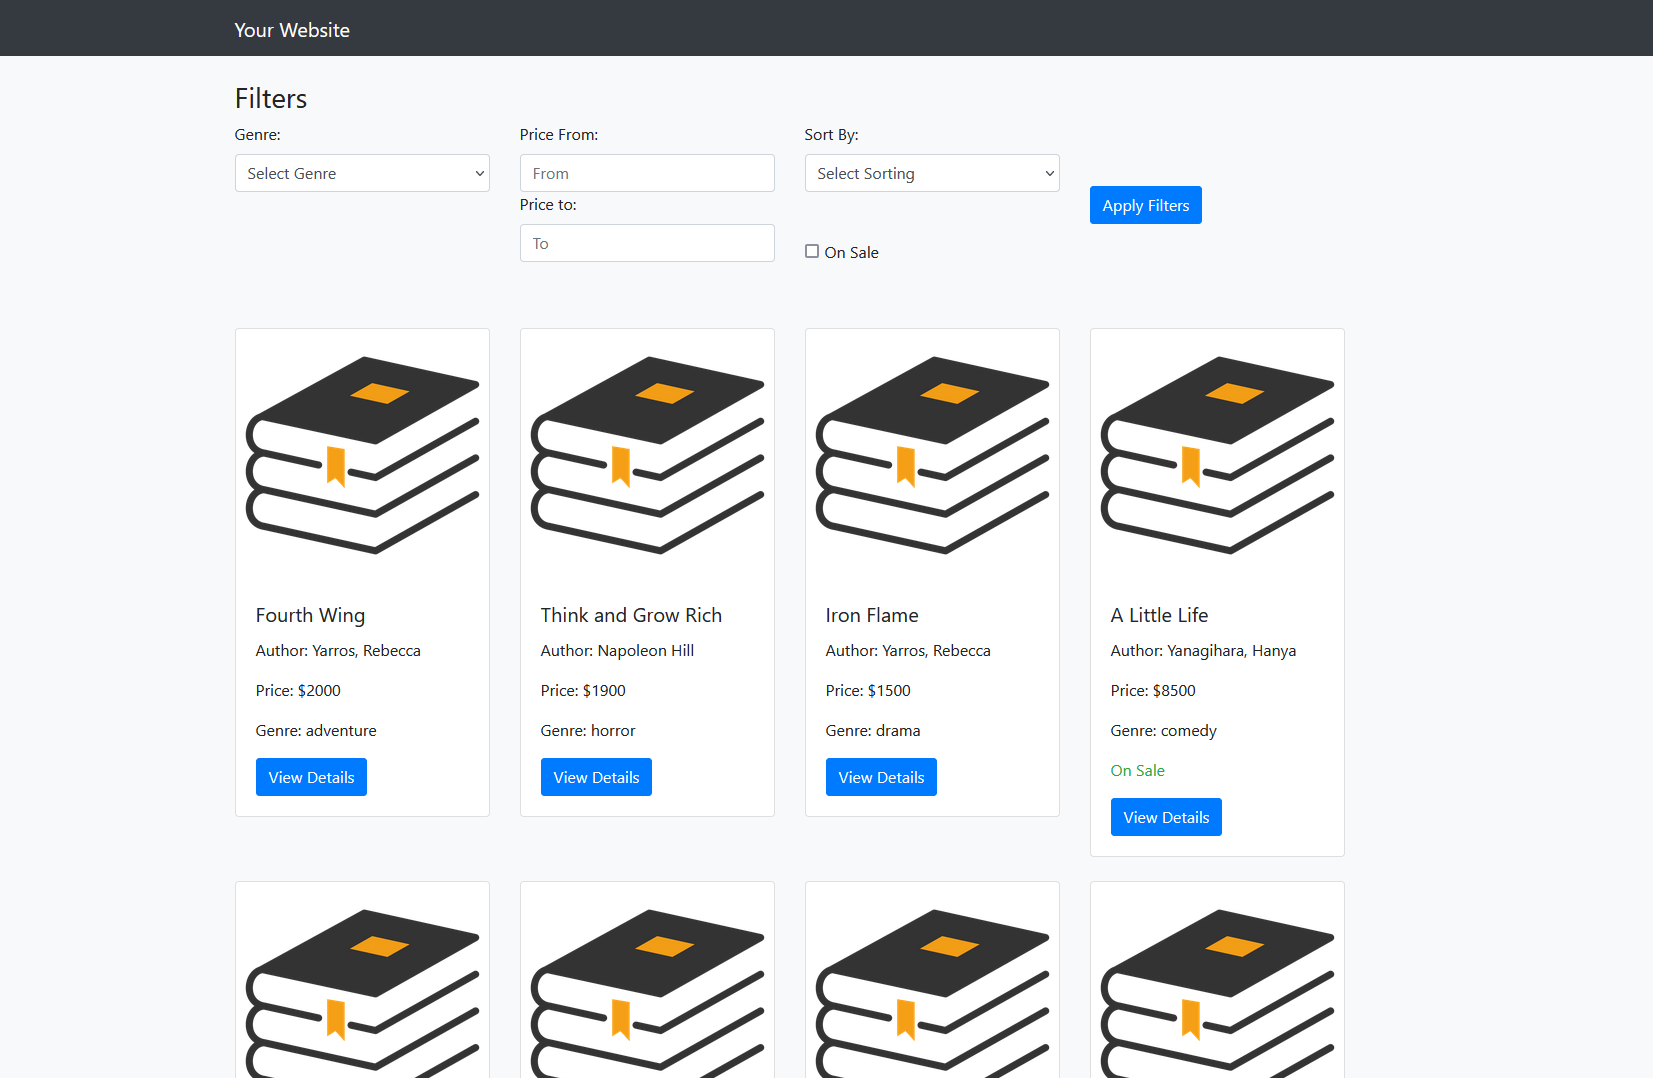 Your Website
Filters
Genre:
Select Genre
Price From:
From
Price to:
To
Sort By:
Select Sorting
On Sale
Apply Filters
Fourth Wing
Author: Yarros, Rebecca
Price: $2000
Genre: adventure
View Details
Think and Grow Rich
Author: Napoleon Hill
Price: $1900
Genre: horror
View Details
Iron Flame
Author: Yarros, Rebecca
Price: $1500
Genre: drama
View Details
A Little Life
Author: Yanagihara, Hanya
Price: $8500
Genre: comedy
On Sale
View Details